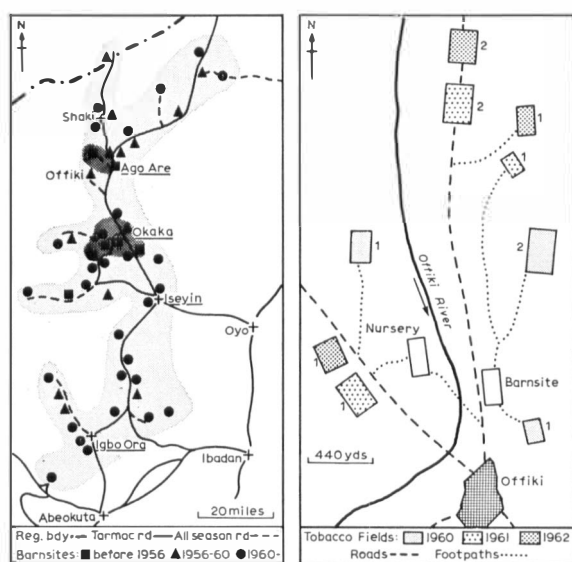 N
Shaki
Ago Are
Offiki
Okaka
Iseyin
Oyo
Igbo Ora
Ibadan
Abeokuta
20 miles
Reg. bdy Tarmac rd All season rd
Barnsites: before 1956 1956-60 1960-
N
2
2
1
1
1
2
Offiki River
Nursery
1
1
Barnsite
1
440 yds
Offiki
Tobacco Fields: 1960 1961 1962
Roads Footpaths